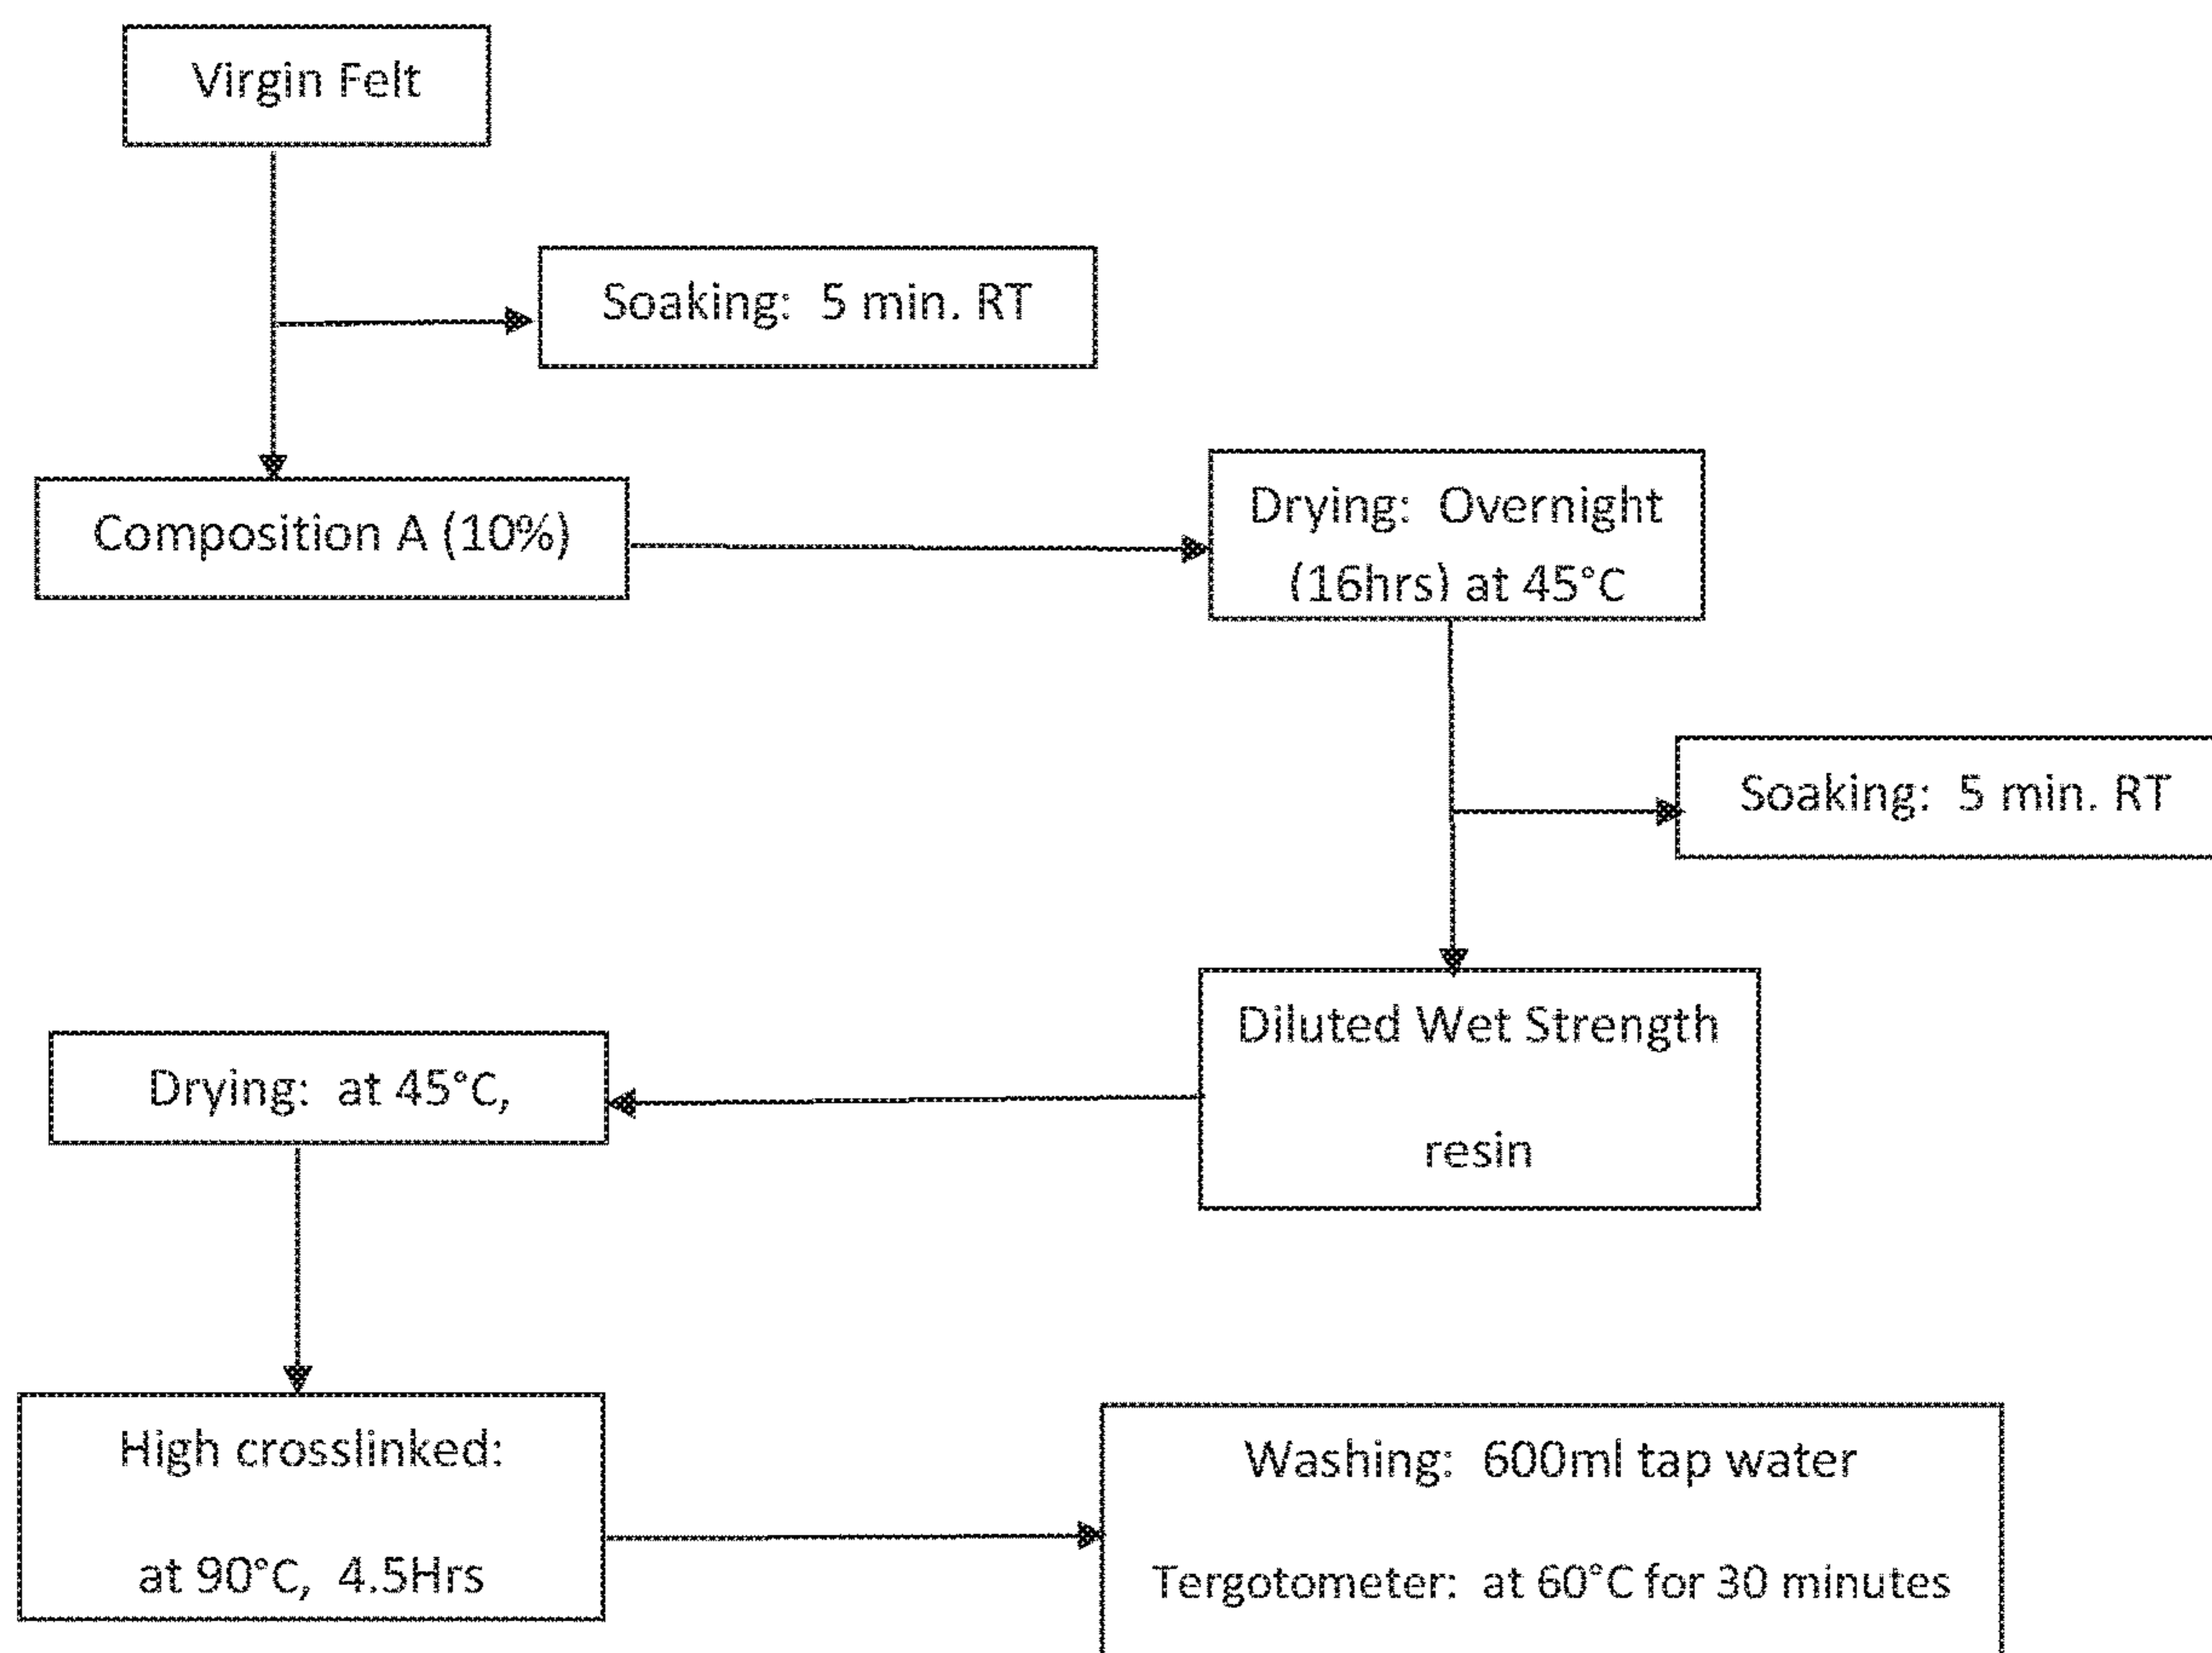 Virgin Felt
Soaking: 5 min. RT
Composition A (10%)
Drying: Overnight
(16hrs) at 45°C
Soaking: 5 min. RT
Diluted Wet Strength
resin
Drying: at 45°C,
High crosslinked:
at 90°C, 4.5Hrs
Washing: 600ml tap water
Tergotometer: at 60°C for 30 minutes